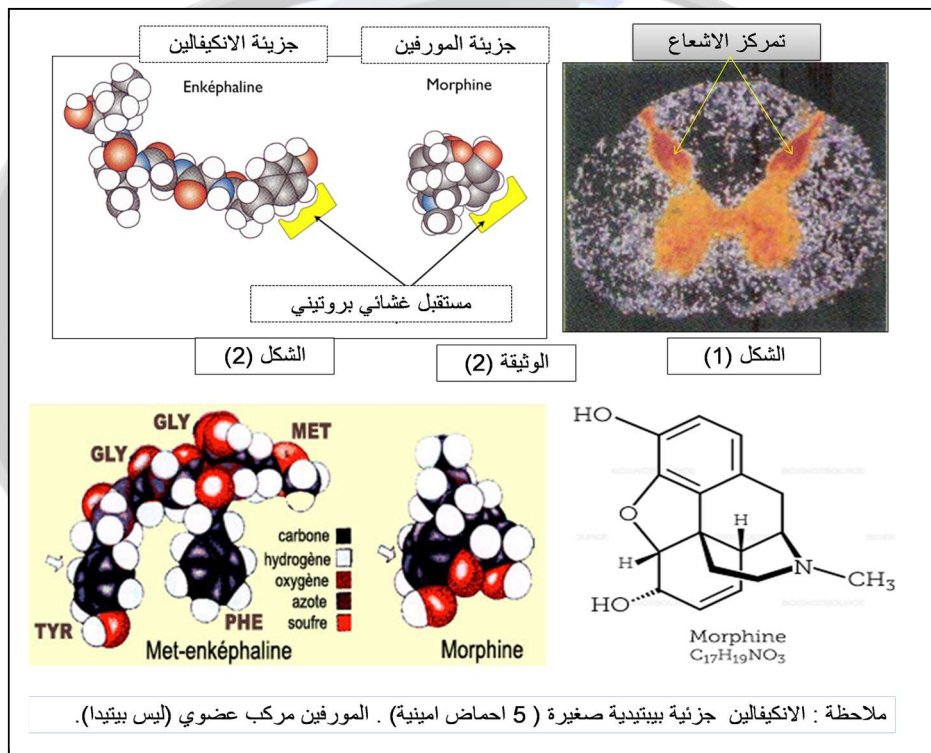 جزيئة الانكيفالين
جزيئة المورفين
تمركز الاشعاع
Enképhaline
Morphine
مستقبل غشائي بروتيني
الشكل (2)
الوثيقة (2)
الشكل (1)
GLY
GLY
MET
TYR
PHE
carbone
hydrogène
oxygène
azote
soufre
Met-enképhaline
Morphine
HO
O
H
H
N
CH₃
HO
Morphine
C₁₇H₁₉NO₃
ملاحظة : الانكيفالين جزئية بيبتيدية صغيرة ( 5 احماض امينية) . المورفين مركب عضوي (ليس بيتيدا).